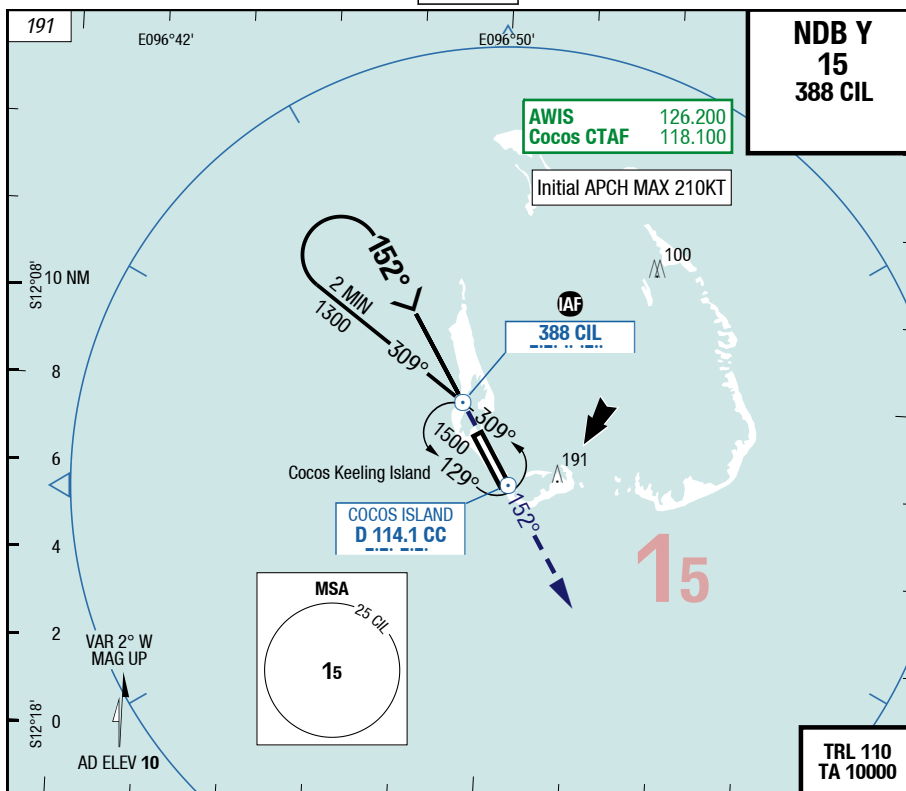 191
E096°42'
E096°50'
NDB Y
15
388 CIL
AWIS 126.200
Cocos CTAF 118.100
Initial APCH MAX 210KT
S12°08'
10 NM
152°
2 MIN
1300
309°
100
IAF
388 CIL
8
6
4
2
0
1500
309°
129°
191
Cocos Keeling Island
COCOS ISLAND
D 114.1 CC
152°
15
MSA
25 CIL
15
VAR 2° W
MAG UP
S12°18'
AD ELEV 10
TRL 110
TA 10000